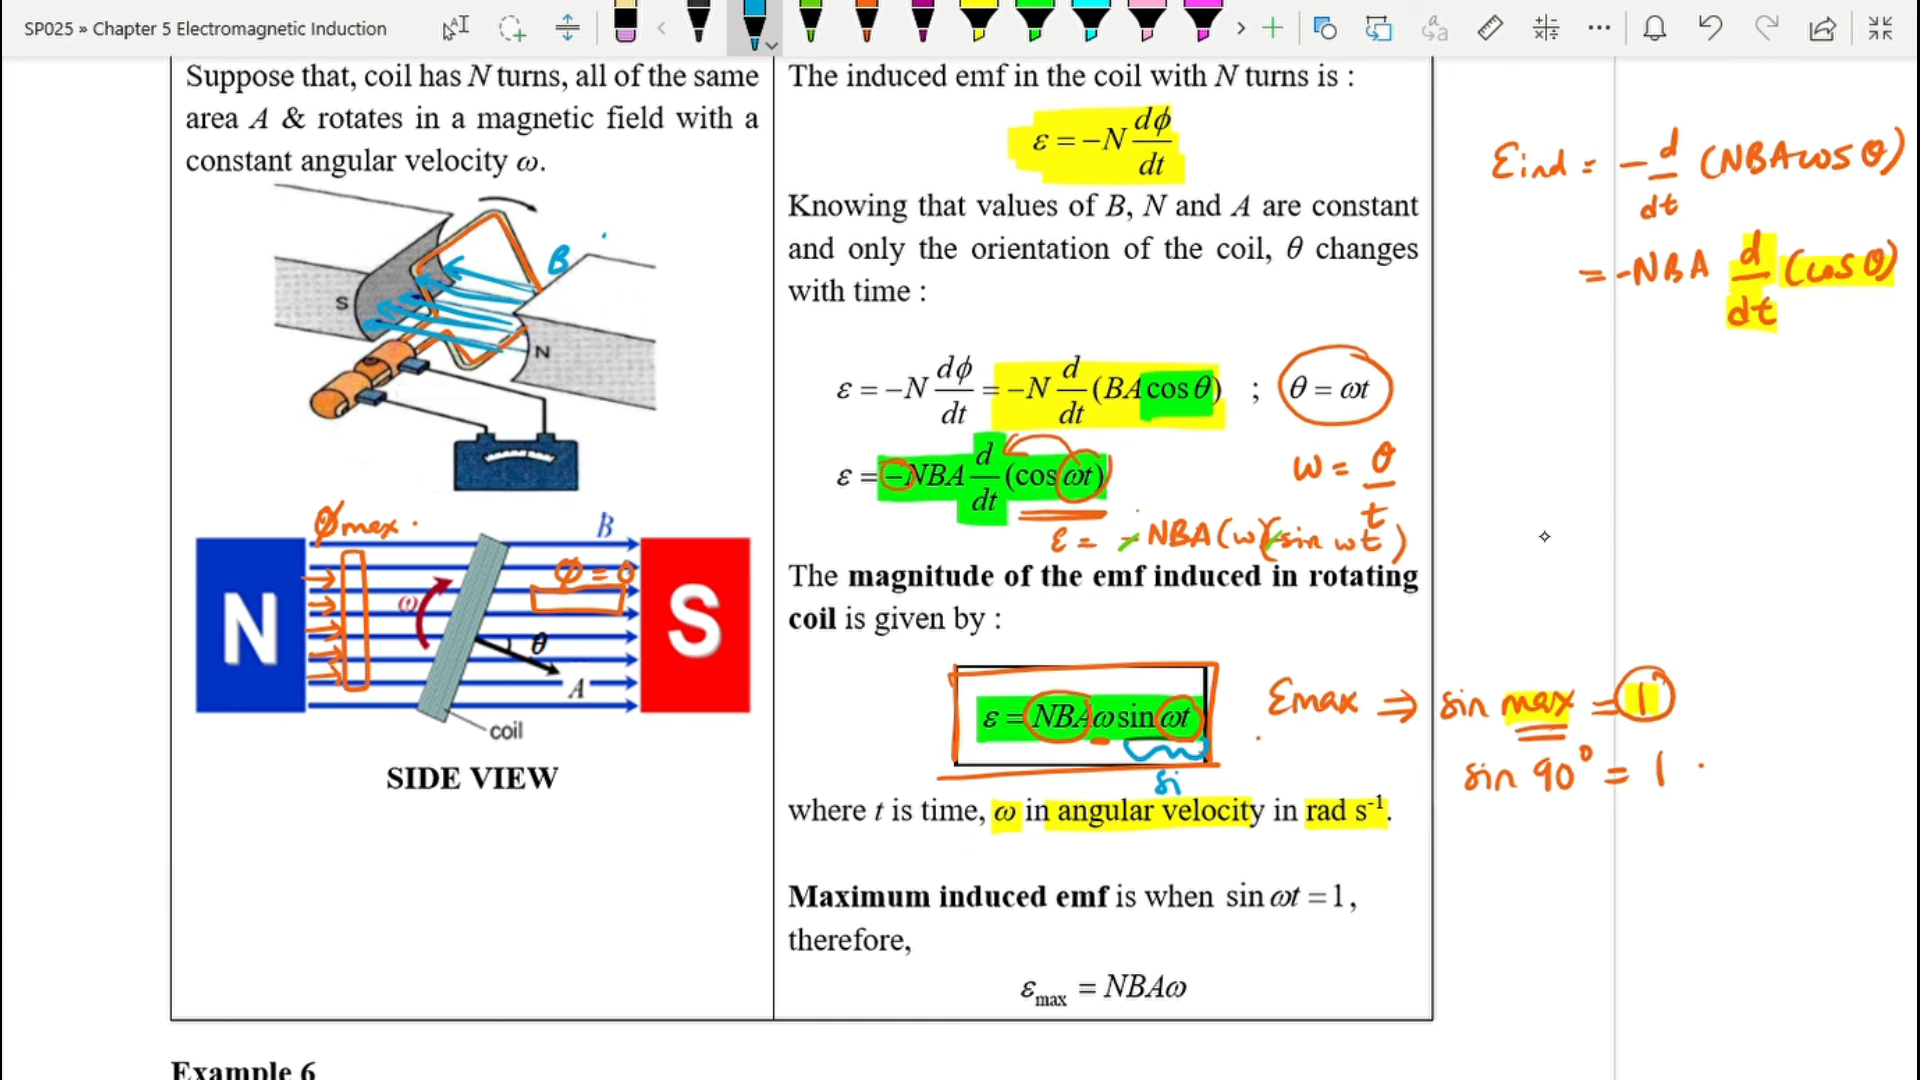 SP025 » Chapter 5 Electromagnetic Induction
Suppose that, coil has N turns, all of the same
area A & rotates in a magnetic field with a
constant angular velocity ω.
B
S
N
ϕmax.
B
ϕ = 0
N
ω
θ
A
S
coil
SIDE VIEW
The induced emf in the coil with N turns is :
ε = −N dϕ/dt
Knowing that values of B, N and A are constant
and only the orientation of the coil, θ changes
with time :
ε = −N dϕ/dt = −N d/dt (BA cos θ) ; θ = ωt
ε = −NBA d/dt (cos ωt)
ω = θ/t
ε = − NBA (ω)(−sin ωt)
The magnitude of the emf induced in rotating
coil is given by :
ε = NBAω sin ωt
si
where t is time, ω in angular velocity in rad s⁻¹.
Maximum induced emf is when sin ωt = 1,
therefore,
ε max = NBAω
Eind = − d/dt (NBA cos θ)
= −NBA d/dt (cos θ)
Emax ⇒ sin max = 1
sin 90° = 1
Example 6